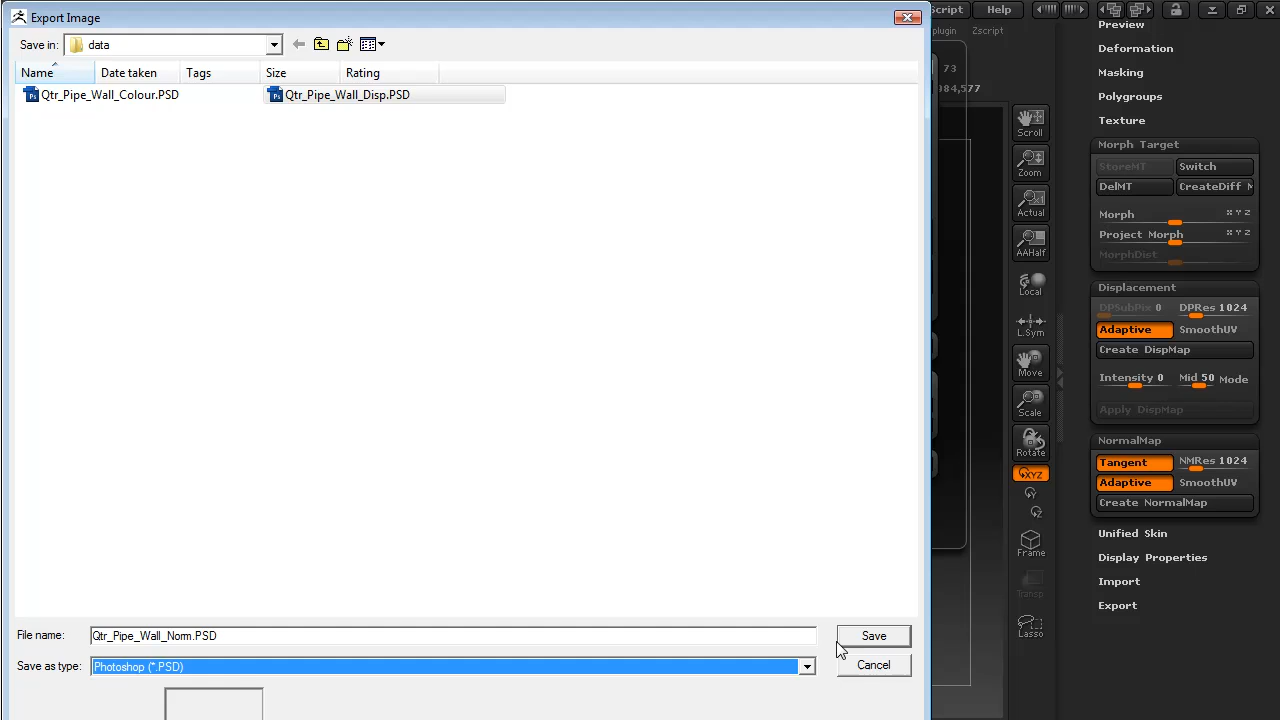 Export Image
Save in: data
Name Date taken Tags Size Rating
Qtr_Pipe_Wall_Colour.PSD Qtr_Pipe_Wall_Disp.PSD
File name: Qtr_Pipe_Wall_Norm.PSD Save
Save as type: Photoshop (*.PSD) Cancel
cript Help
plugin Zscript
73
984,577
Scroll
Zoom
Actual
AAHalf
Local
L.Sym
Move
Scale
Rotate
XYZ
Y
Z
Frame
Transp
Lasso
Preview
Deformation
Masking
Polygroups
Texture
Morph Target
StoreMT Switch
DelMT CreateDiff M
Morph X Y Z
Project Morph X Y Z
MorphDist
Displacement
DPSubPix 0 DPRes 1024
Adaptive SmoothUV
Create DispMap
Intensity 0 Mid 50 Mode
Apply DispMap
NormalMap
Tangent NMRes 1024
Adaptive SmoothUV
Create NormalMap
Unified Skin
Display Properties
Import
Export